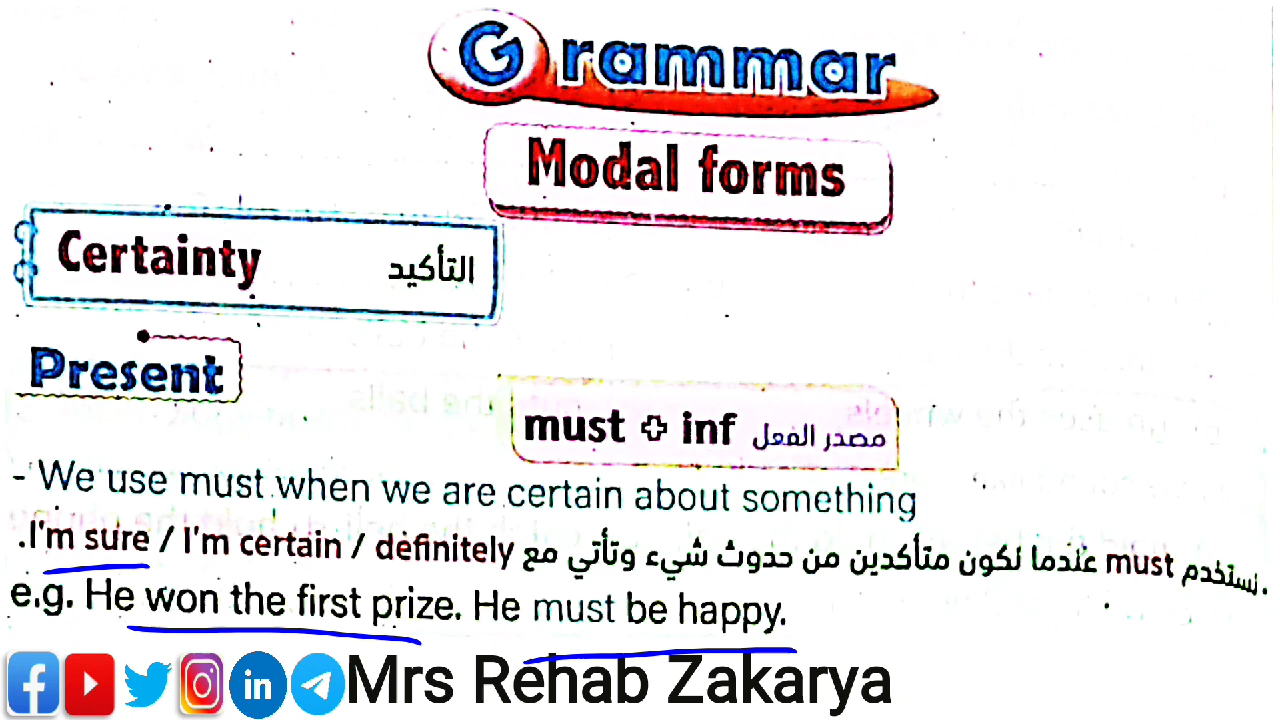 Grammar
Modal forms
Certainty التأكيد
Present
must + inf مصدر الفعل
- We use must when we are certain about something
.نستخدم must عندما نكون متأكدين من حدوث شيء وتأتي مع I'm sure / I'm certain / definitely.
e.g. He won the first prize. He must be happy.
Mrs Rehab Zakarya